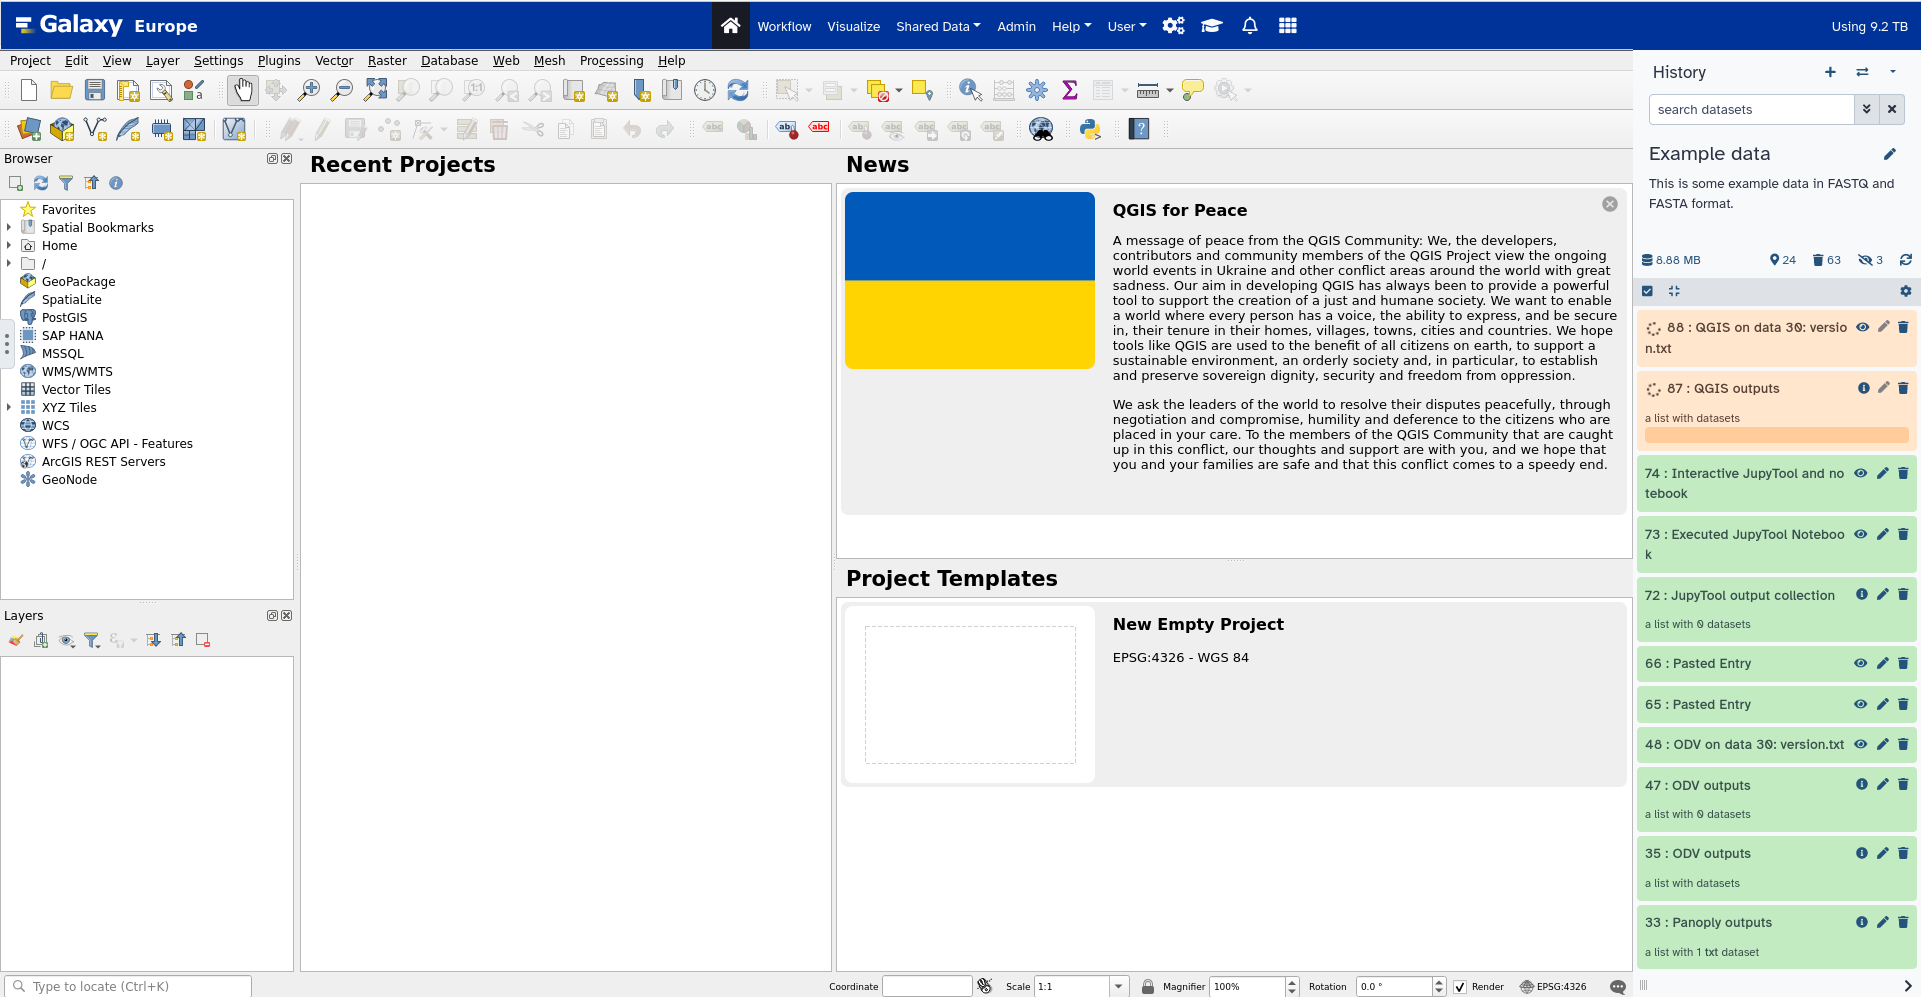 Galaxy Europe
Workflow Visualize Shared Data Admin Help User Using 9.2 TB
Project Edit View Layer Settings Plugins Vector Raster Database Web Mesh Processing Help
Browser
Favorites
Spatial Bookmarks
Home
/
GeoPackage
SpatiaLite
PostGIS
SAP HANA
MSSQL
WMS/WMTS
Vector Tiles
XYZ Tiles
WCS
WFS / OGC API - Features
ArcGIS REST Servers
GeoNode
Layers
Type to locate (Ctrl+K)
Recent Projects
News
QGIS for Peace
A message of peace from the QGIS Community: We, the developers,
contributors and community members of the QGIS Project view the ongoing
world events in Ukraine and other conflict areas around the world with great
sadness. Our aim in developing QGIS has always been to provide a powerful
tool to support the creation of a just and humane society. We want to enable
a world where every person has a voice, the ability to express, and be secure
in, their tenure in their homes, villages, towns, cities and countries. We hope
tools like QGIS are used to the benefit of all citizens on earth, to support a
sustainable environment, an orderly society and, in particular, to establish
and preserve sovereign dignity, security and freedom from oppression.
We ask the leaders of the world to resolve their disputes peacefully, through
negotiation and compromise, humility and deference to the citizens who are
placed in your care. To the members of the QGIS Community that are caught
up in this conflict, our thoughts and support are with you, and we hope that
you and your families are safe and that this conflict comes to a speedy end.
Project Templates
New Empty Project
EPSG:4326 - WGS 84
Coordinate Scale 1:1 Magnifier 100% Rotation 0.0 ° Render EPSG:4326
History
search datasets
Example data
This is some example data in FASTQ and
FASTA format.
8.88 MB 24 63 3
88 : QGIS on data 30: versio
n.txt
87 : QGIS outputs
a list with datasets
74 : Interactive JupyTool and no
tebook
73 : Executed JupyTool Noteboo
k
72 : JupyTool output collection
a list with 0 datasets
66 : Pasted Entry
65 : Pasted Entry
48 : ODV on data 30: version.txt
47 : ODV outputs
a list with 0 datasets
35 : ODV outputs
a list with datasets
33 : Panoply outputs
a list with 1 txt dataset